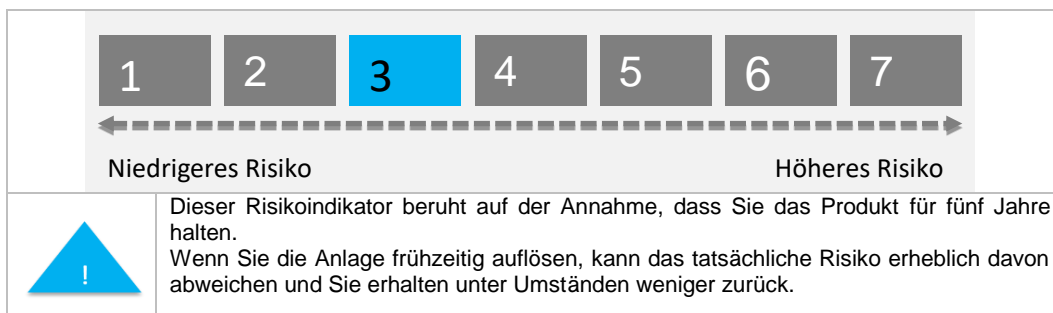 1 2 3 4 5 6 7
Niedrigeres Risiko Höheres Risiko
Dieser Risikoindikator beruht auf der Annahme, dass Sie das Produkt für fünf Jahre
halten.
Wenn Sie die Anlage frühzeitig auflösen, kann das tatsächliche Risiko erheblich davon
abweichen und Sie erhalten unter Umständen weniger zurück.
!